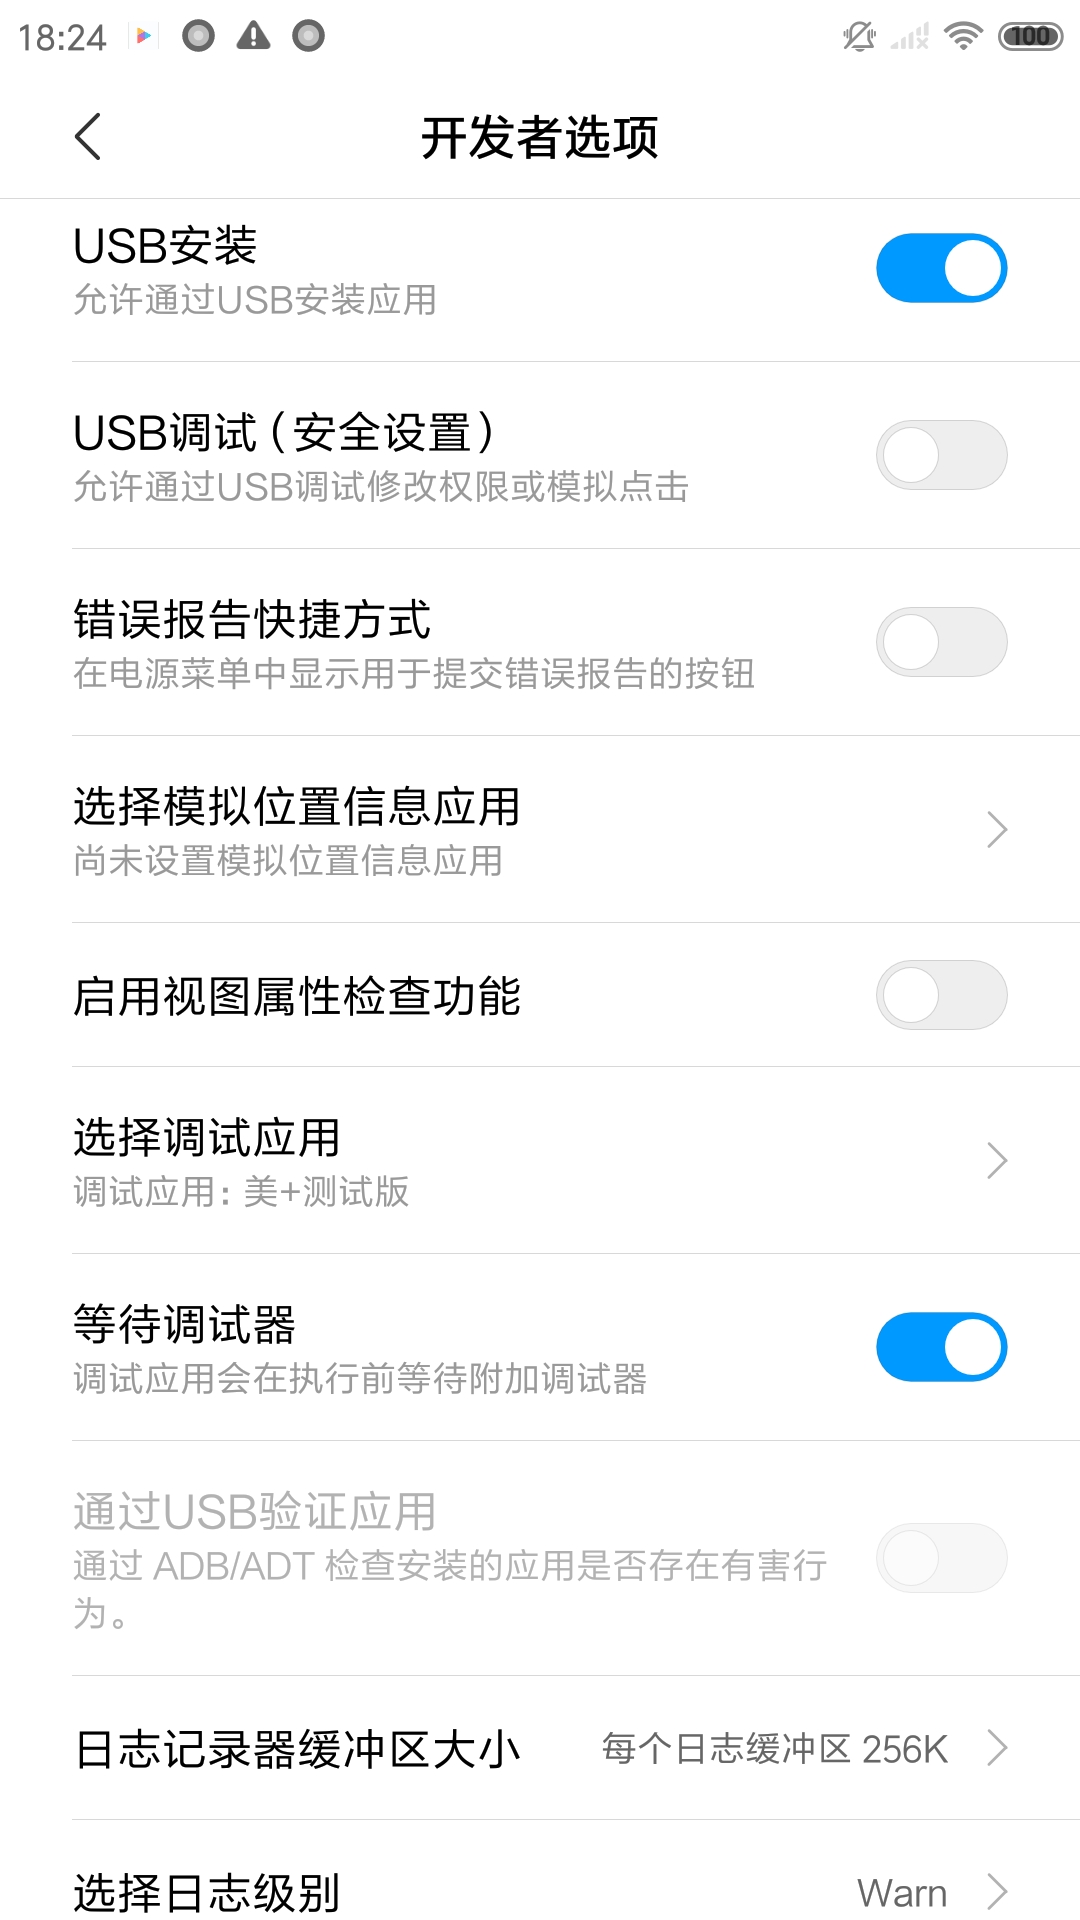 18:24
100
开发者选项
USB安装
允许通过USB安装应用
USB调试（安全设置）
允许通过USB调试修改权限或模拟点击
错误报告快捷方式
在电源菜单中显示用于提交错误报告的按钮
选择模拟位置信息应用
尚未设置模拟位置信息应用
启用视图属性检查功能
选择调试应用
调试应用：美+测试版
等待调试器
调试应用会在执行前等待附加调试器
通过USB验证应用
通过 ADB/ADT 检查安装的应用是否存在有害行
为。
日志记录器缓冲区大小 每个日志缓冲区 256K
选择日志级别 Warn